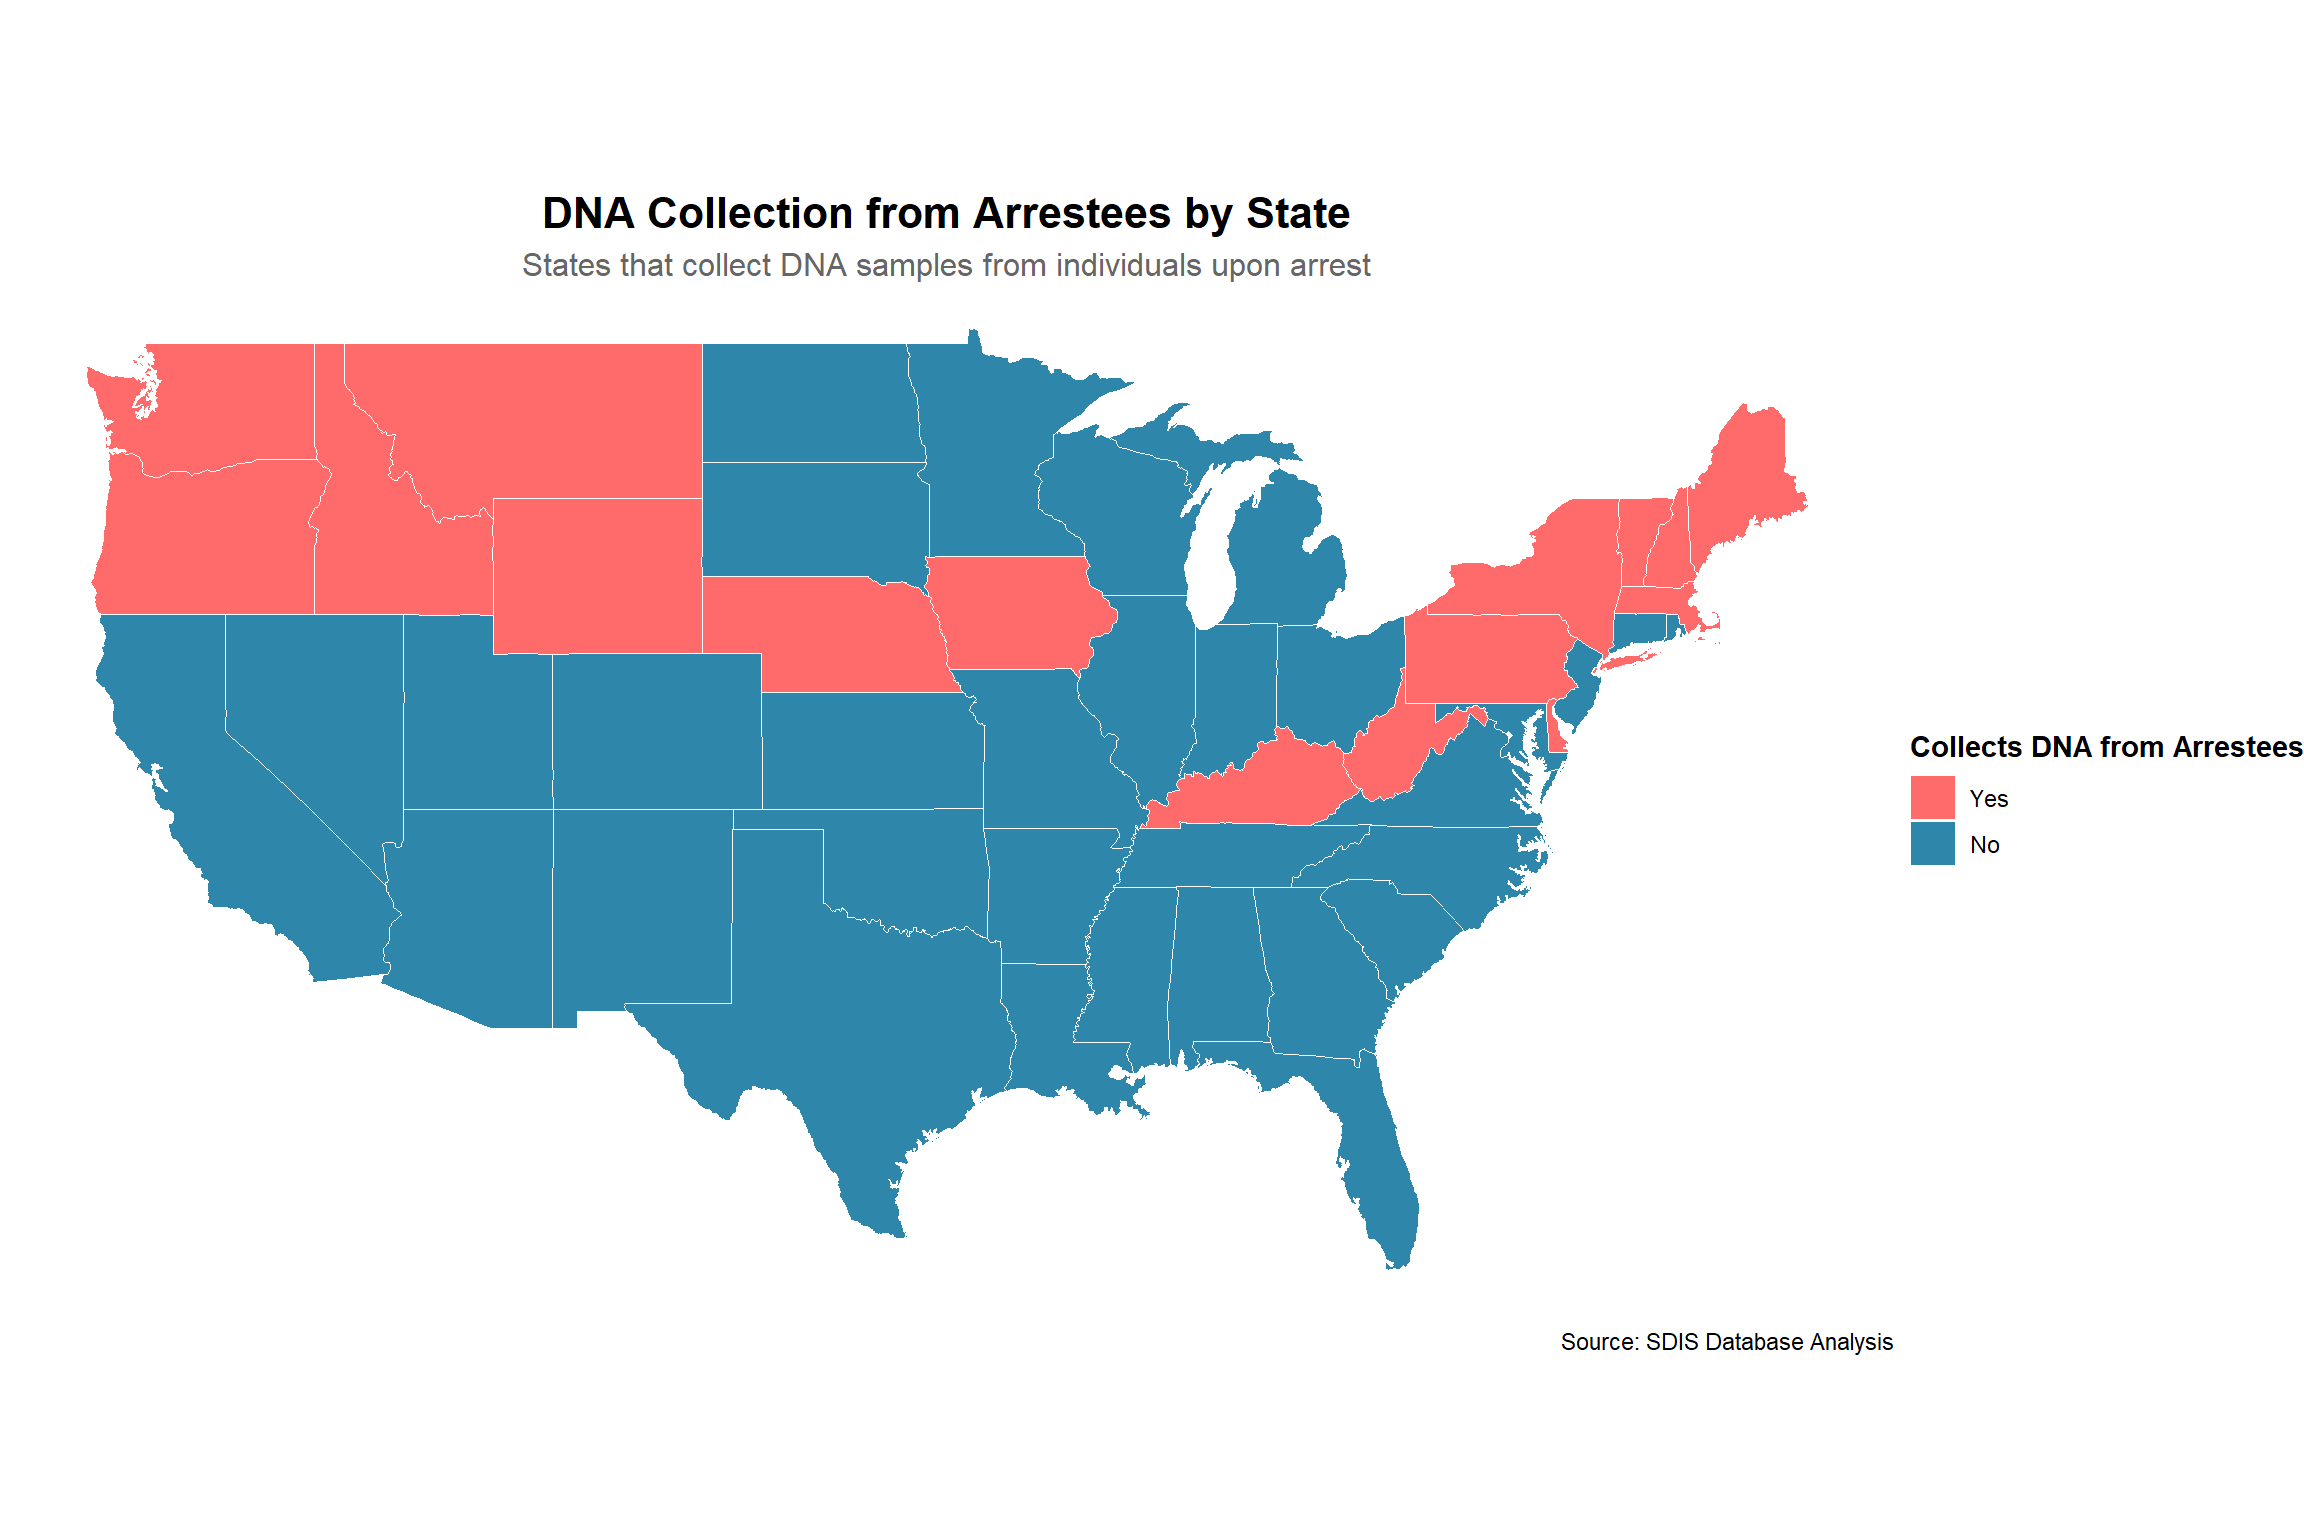 DNA Collection from Arrestees by State
States that collect DNA samples from individuals upon arrest
Collects DNA from Arrestees
Yes
No
Source: SDIS Database Analysis